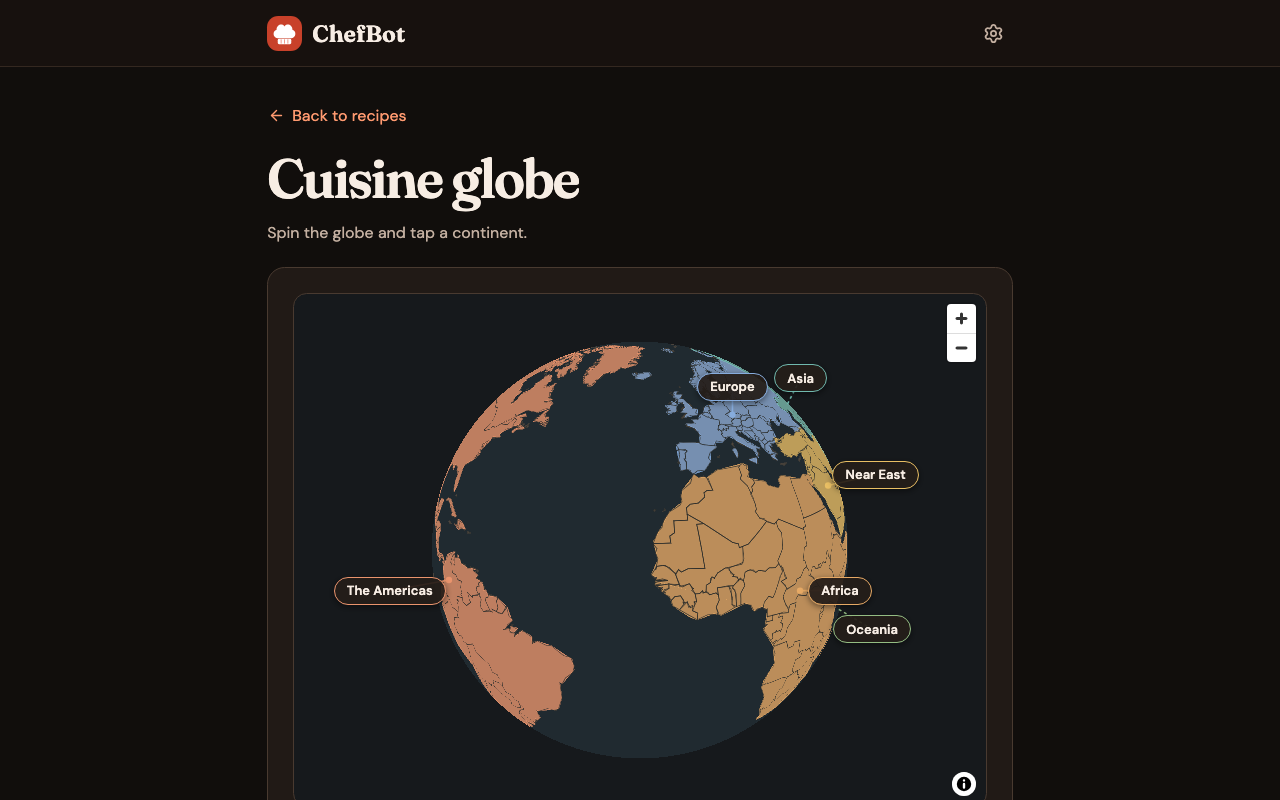 ChefBot
Back to recipes
Cuisine globe
Spin the globe and tap a continent.
Europe
Asia
Near East
The Americas
Africa
Oceania